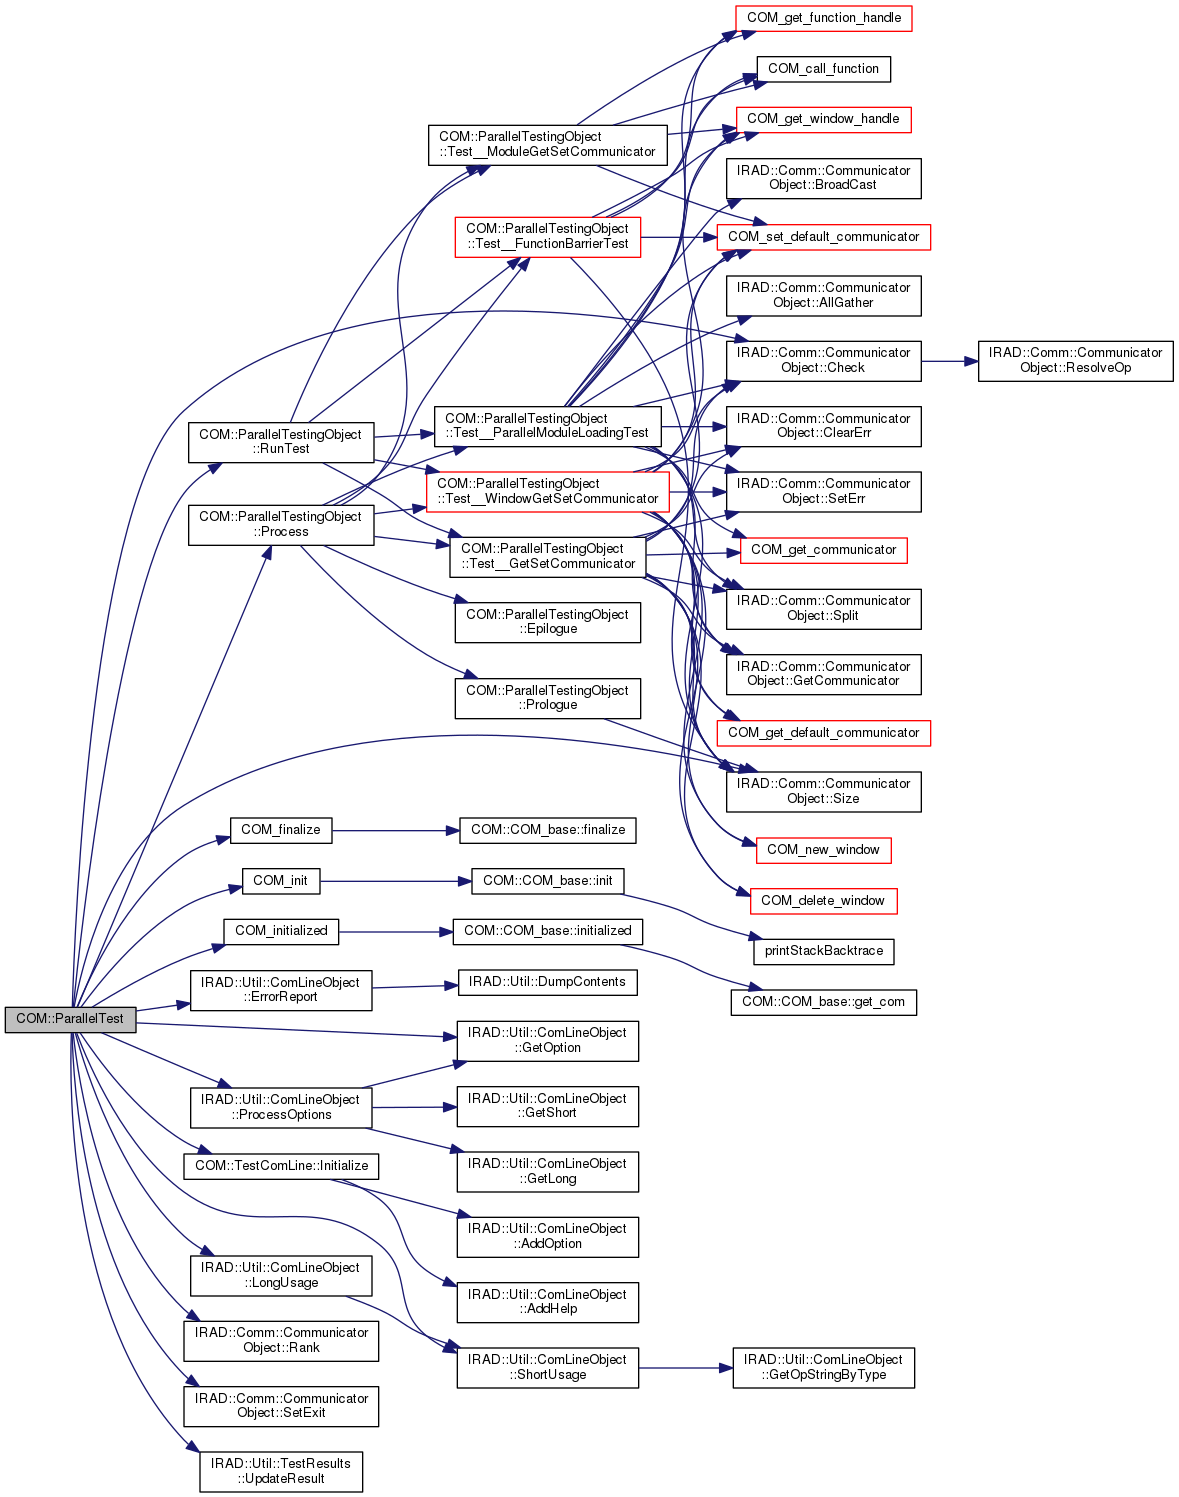 COM::ParallelTest
COM::ParallelTestingObject
::RunTest
COM::ParallelTestingObject
::Process
COM_finalize
COM_init
COM_initialized
IRAD::Util::ComLineObject
::ErrorReport
IRAD::Util::ComLineObject
::ProcessOptions
COM::TestComLine::Initialize
IRAD::Util::ComLineObject
::LongUsage
IRAD::Comm::Communicator
Object::Rank
IRAD::Comm::Communicator
Object::SetExit
IRAD::Util::TestResults
::UpdateResult
COM::ParallelTestingObject
::Test__ModuleGetSetCommunicator
COM::ParallelTestingObject
::Test__FunctionBarrierTest
COM::ParallelTestingObject
::Test__ParallelModuleLoadingTest
COM::ParallelTestingObject
::Test__WindowGetSetCommunicator
COM::ParallelTestingObject
::Test__GetSetCommunicator
COM::ParallelTestingObject
::Epilogue
COM::ParallelTestingObject
::Prologue
COM::COM_base::finalize
COM::COM_base::init
COM::COM_base::initialized
IRAD::Util::DumpContents
IRAD::Util::ComLineObject
::GetOption
IRAD::Util::ComLineObject
::GetShort
IRAD::Util::ComLineObject
::GetLong
IRAD::Util::ComLineObject
::AddOption
IRAD::Util::ComLineObject
::AddHelp
IRAD::Util::ComLineObject
::ShortUsage
COM_get_function_handle
COM_call_function
COM_get_window_handle
IRAD::Comm::Communicator
Object::BroadCast
COM_set_default_communicator
IRAD::Comm::Communicator
Object::AllGather
IRAD::Comm::Communicator
Object::Check
IRAD::Comm::Communicator
Object::ClearErr
IRAD::Comm::Communicator
Object::SetErr
COM_get_communicator
IRAD::Comm::Communicator
Object::Split
IRAD::Comm::Communicator
Object::GetCommunicator
COM_get_default_communicator
IRAD::Comm::Communicator
Object::Size
COM_new_window
COM_delete_window
printStackBacktrace
COM::COM_base::get_com
IRAD::Util::ComLineObject
::GetOpStringByType
IRAD::Comm::Communicator
Object::ResolveOp